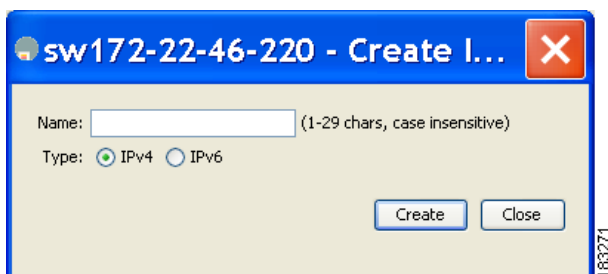 sw172-22-46-220 - Create I...
Name: (1-29 chars, case insensitive)
Type: IPv4 IPv6
Create Close
183271